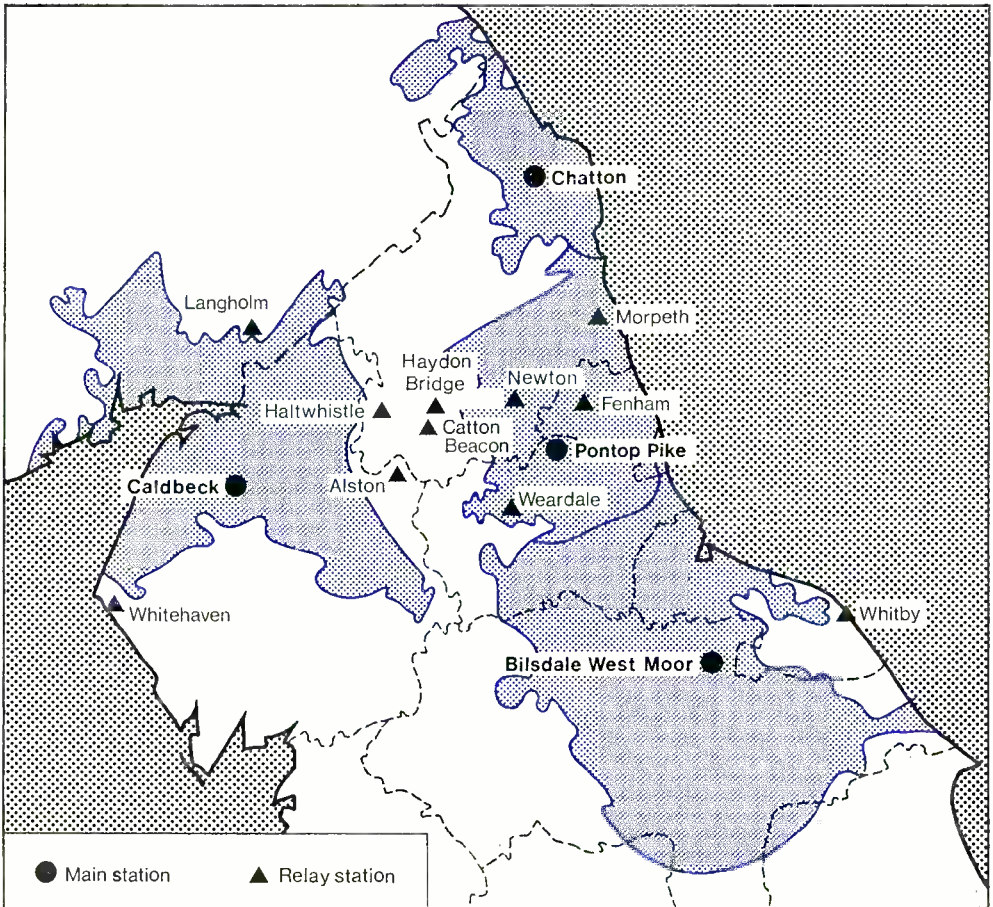 Chatton
Langholm
Morpeth
Haydon
Bridge
Newton
Haltwhistle
Fenham
Catton
Beacon
Pontop Pike
Alston
Caldbeck
Weardale
Whitehaven
Whitby
Bilsdale West Moor
Main station
Relay station